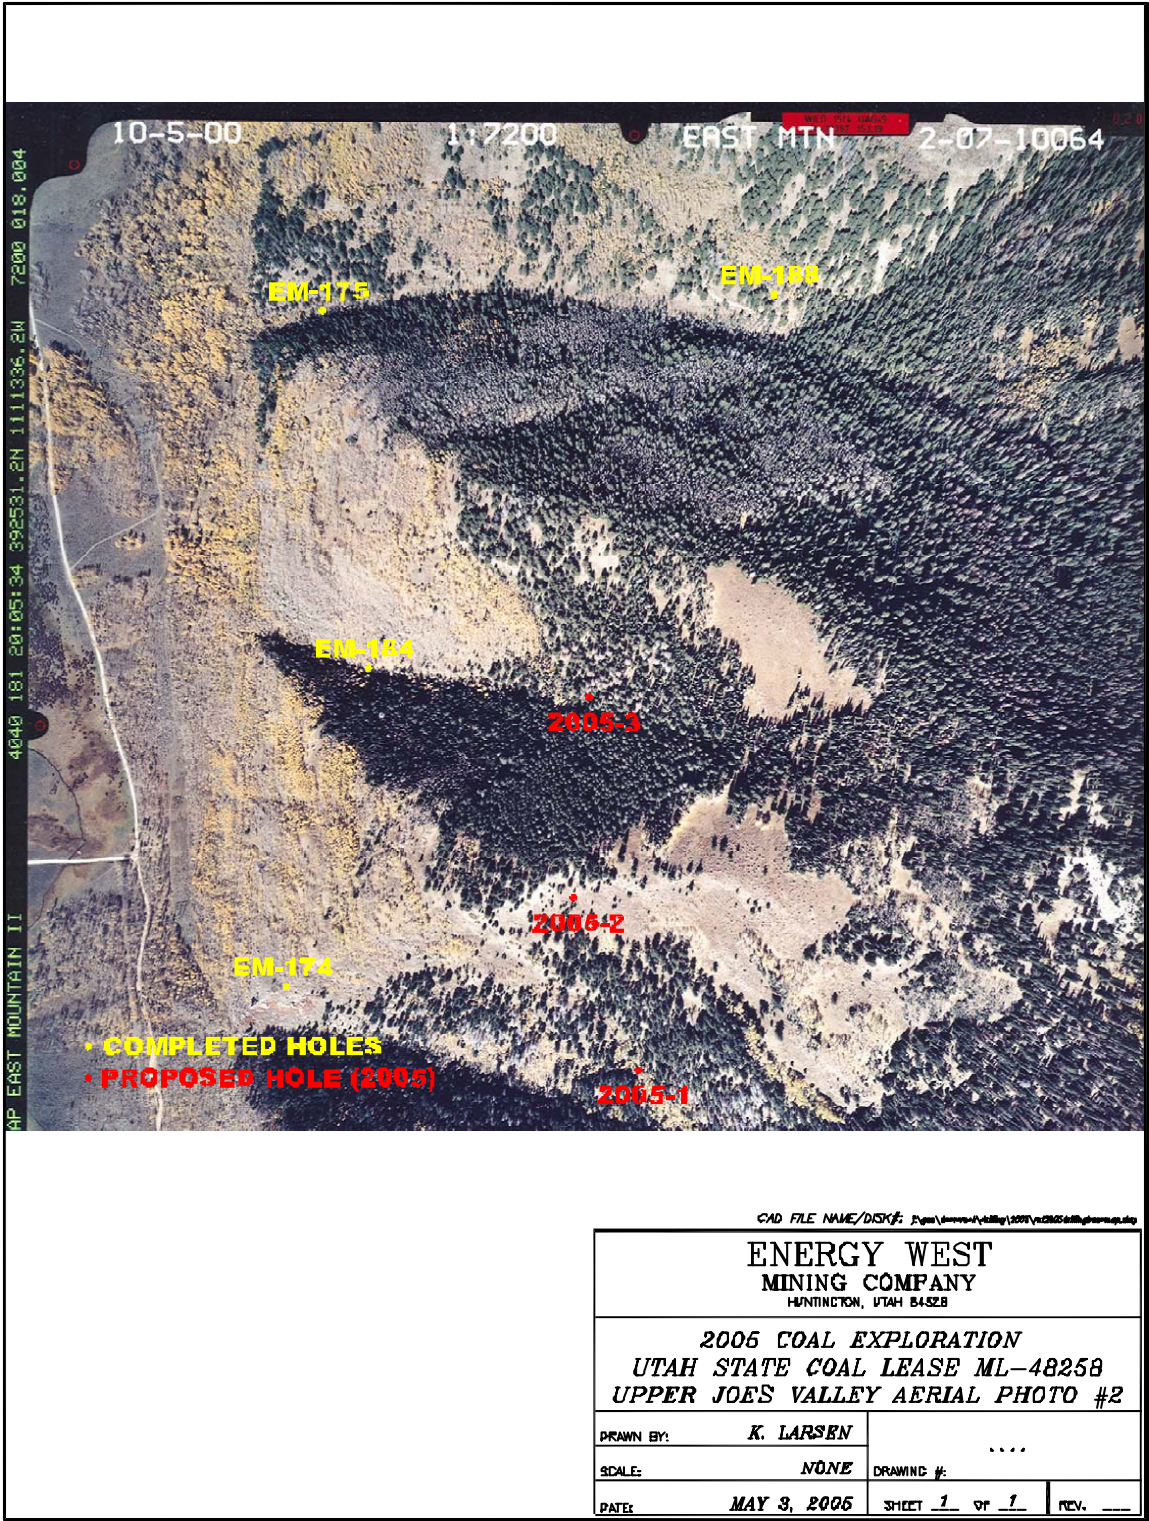 10-5-00 1:7200 EAST MTN 2-07-10064
AP EAST MOUNTAIN II 4040 181 20:05:34 392531.2N 1111336.2W 7200 018.004
EM-175
EM-188
EM-184
2005-3
2005-2
EM-174
• COMPLETED HOLES
• PROPOSED HOLE (2005)
2005-1
CAD FILE NAME/DISK#:
ENERGY WEST
MINING COMPANY
HUNTINGTON, UTAH 84528
2005 COAL EXPLORATION
UTAH STATE COAL LEASE ML-48258
UPPER JOES VALLEY AERIAL PHOTO #2
DRAWN BY: K. LARSEN
SCALE: NONE
DRAWING #: ....
DATE: MAY 3, 2005
SHEET 1 OF 1 REV. ___